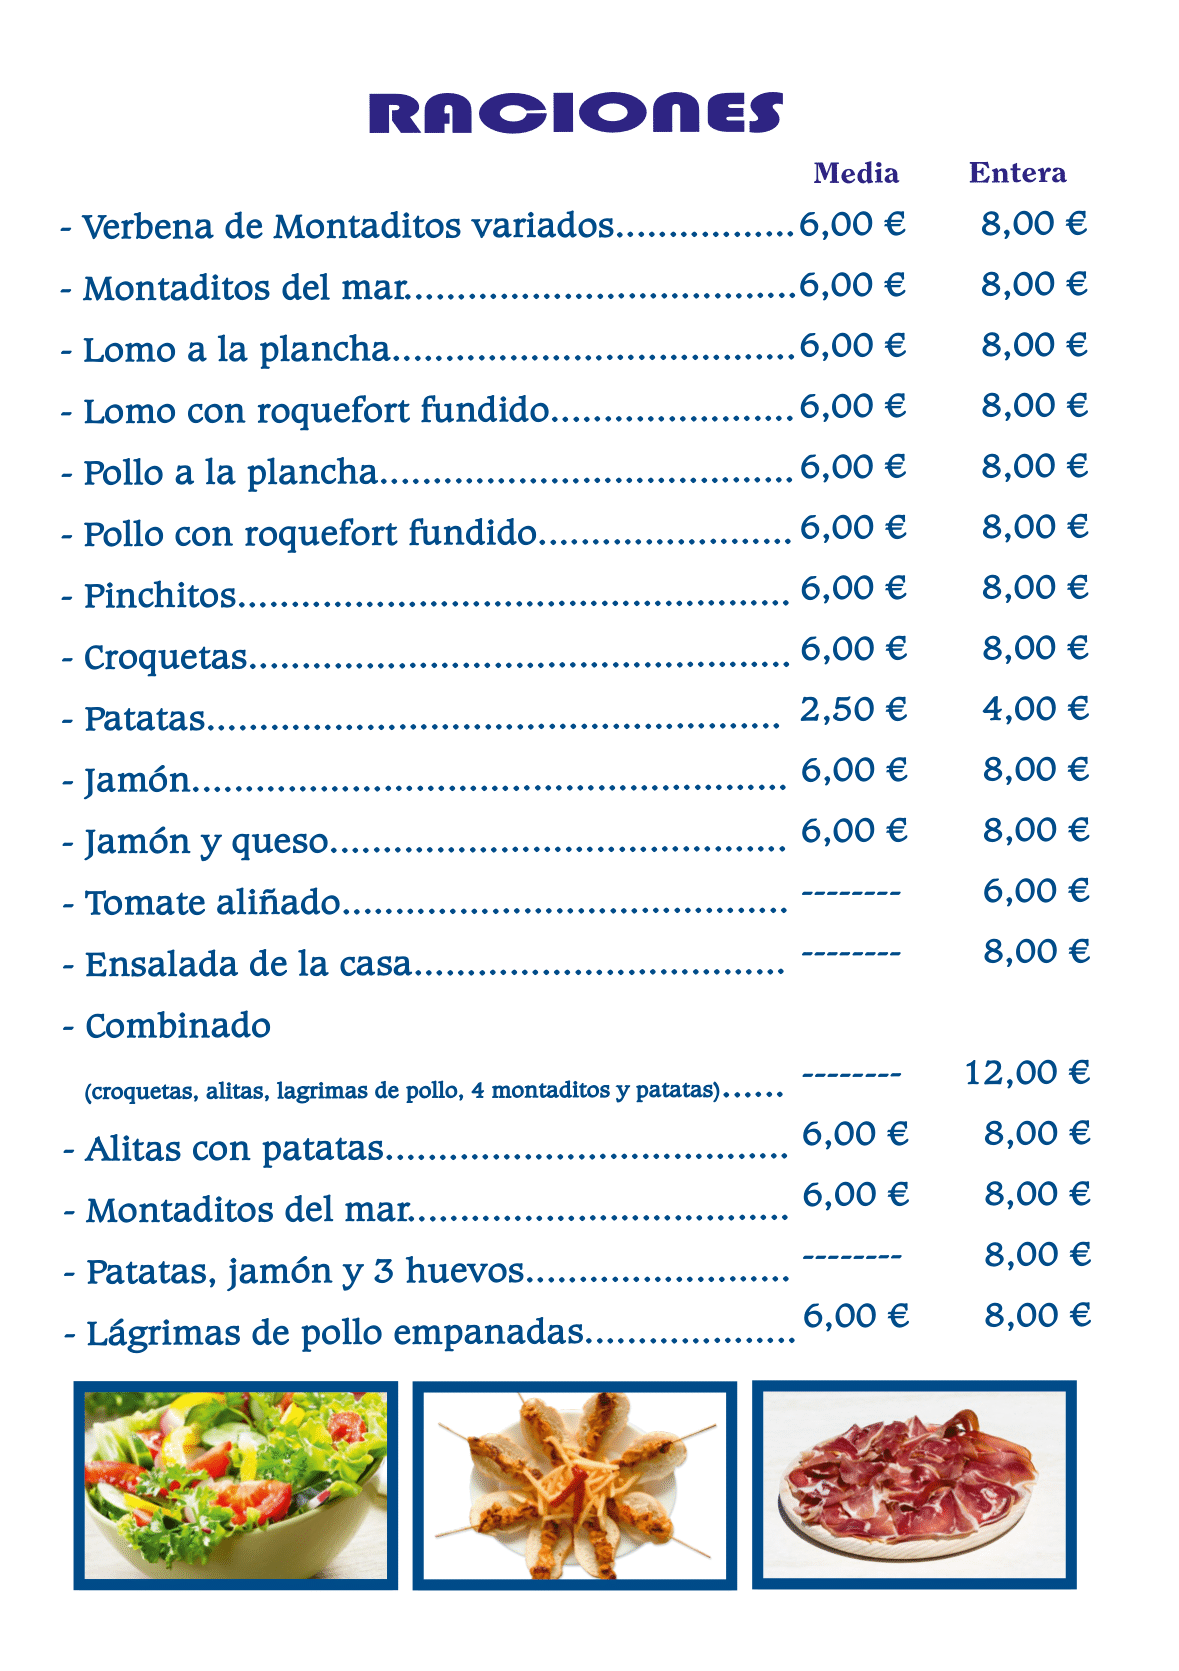 RACIONES
Media Entera
- Verbena de Montaditos variados................. 6,00 € 8,00 €
- Montaditos del mar..................................... 6,00 € 8,00 €
- Lomo a la plancha...................................... 6,00 € 8,00 €
- Lomo con roquefort fundido....................... 6,00 € 8,00 €
- Pollo a la plancha....................................... 6,00 € 8,00 €
- Pollo con roquefort fundido........................ 6,00 € 8,00 €
- Pinchitos.................................................... 6,00 € 8,00 €
- Croquetas................................................... 6,00 € 8,00 €
- Patatas...................................................... 2,50 € 4,00 €
- Jamón........................................................ 6,00 € 8,00 €
- Jamón y queso........................................... 6,00 € 8,00 €
- Tomate aliñado.......................................... -------- 6,00 €
- Ensalada de la casa................................... -------- 8,00 €
- Combinado
(croquetas, alitas, lagrimas de pollo, 4 montaditos y patatas)...... -------- 12,00 €
- Alitas con patatas...................................... 6,00 € 8,00 €
- Montaditos del mar.................................... 6,00 € 8,00 €
- Patatas, jamón y 3 huevos......................... -------- 8,00 €
- Lágrimas de pollo empanadas.................... 6,00 € 8,00 €